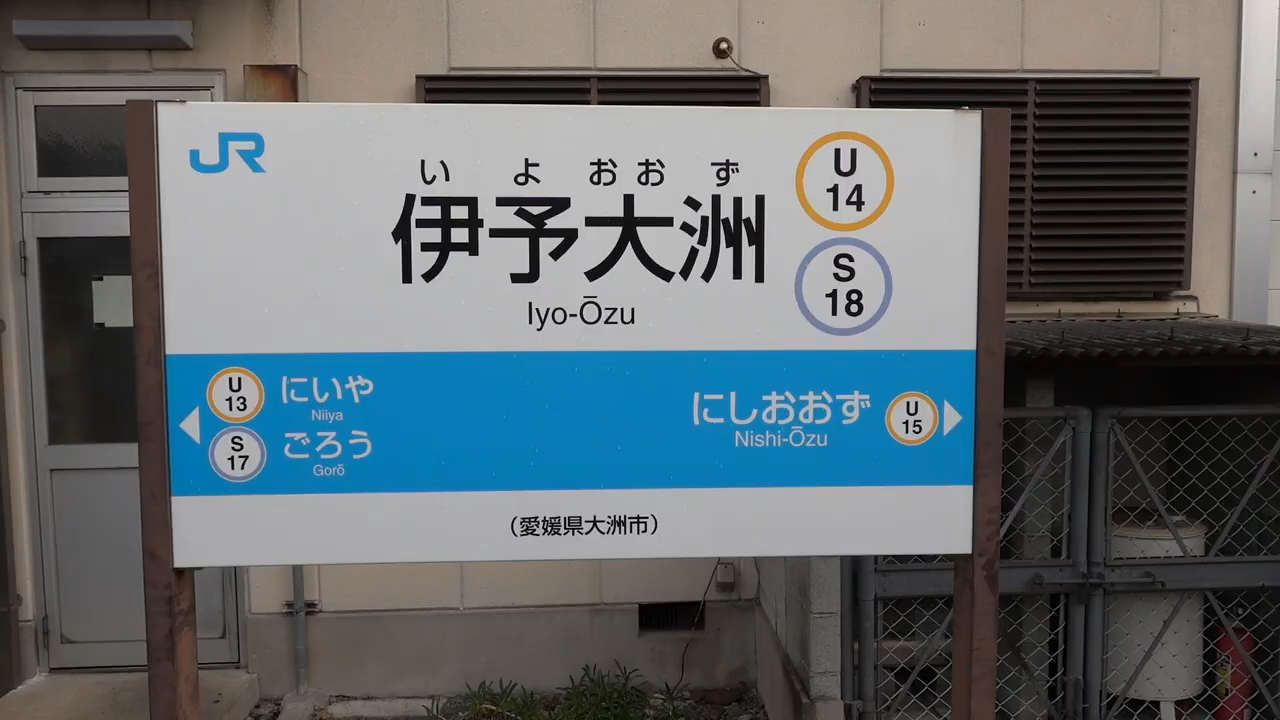 JR
い よ おお ず
伊予大洲
Iyo-Ōzu
U
14
S
18
U
13
にいや
Niiya
S
17
ごろう
Gorō
にしおおず
Nishi-Ōzu
U
15
(愛媛県大洲市)